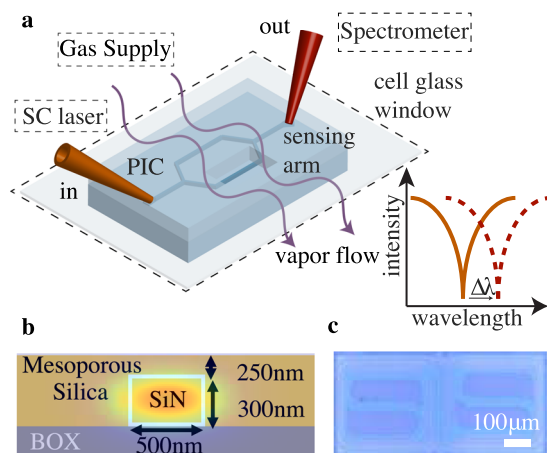 a
out
Gas Supply
Spectrometer
cell glass
window
SC laser
PIC
sensing
arm
in
vapor flow
intensity
Δλ
wavelength
b
Mesoporous
Silica
SiN
250nm
300nm
BOX
500nm
c
100μm